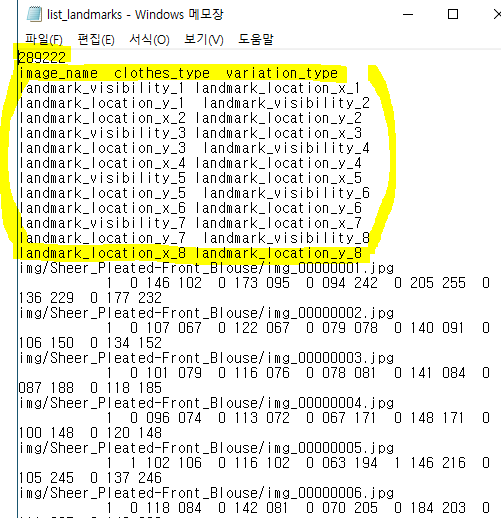 list_landmarks - Windows 메모장
파일(F) 편집(E) 서식(O) 보기(V) 도움말
289222
image_name clothes_type variation_type
landmark_visibility_1 landmark_location_x_1
landmark_location_y_1 landmark_visibility_2
landmark_location_x_2 landmark_location_y_2
landmark_visibility_3 landmark_location_x_3
landmark_location_y_3 landmark_visibility_4
landmark_location_x_4 landmark_location_y_4
landmark_visibility_5 landmark_location_x_5
landmark_location_y_5 landmark_visibility_6
landmark_location_x_6 landmark_location_y_6
landmark_visibility_7 landmark_location_x_7
landmark_location_y_7 landmark_visibility_8
landmark_location_x_8 landmark_location_y_8
img/Sheer_Pleated-Front_Blouse/img_00000001.jpg
1 0 146 102 0 173 095 0 094 242 0 205 255 0
136 229 0 177 232
img/Sheer_Pleated-Front_Blouse/img_00000002.jpg
1 0 107 067 0 122 067 0 079 078 0 140 091 0
106 150 0 134 152
img/Sheer_Pleated-Front_Blouse/img_00000003.jpg
1 0 101 079 0 116 076 0 078 081 0 141 084 0
087 188 0 118 185
img/Sheer_Pleated-Front_Blouse/img_00000004.jpg
1 0 096 074 0 113 072 0 067 171 0 148 171 0
100 148 0 120 148
img/Sheer_Pleated-Front_Blouse/img_00000005.jpg
1 1 102 106 0 116 102 0 063 194 1 146 216 0
105 245 0 137 246
img/Sheer_Pleated-Front_Blouse/img_00000006.jpg
1 0 118 084 0 142 081 0 070 205 0 184 203 0